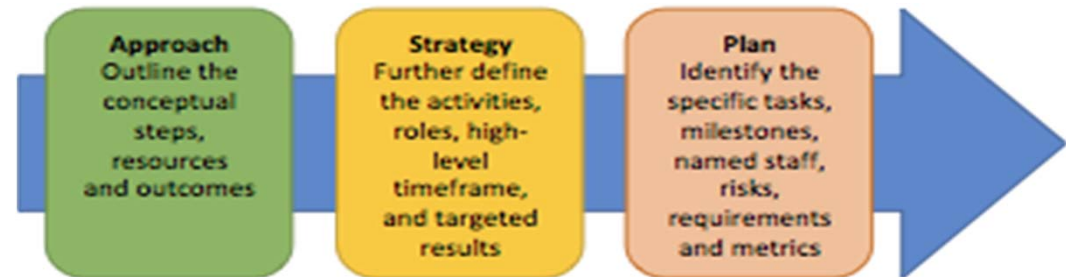 Approach
Outline the
conceptual
steps,
resources
and outcomes
Strategy
Further define
the activities,
roles, high-
level
timeframe,
and targeted
results
Plan
Identify the
specific tasks,
milestones,
named staff,
risks,
requirements
and metrics